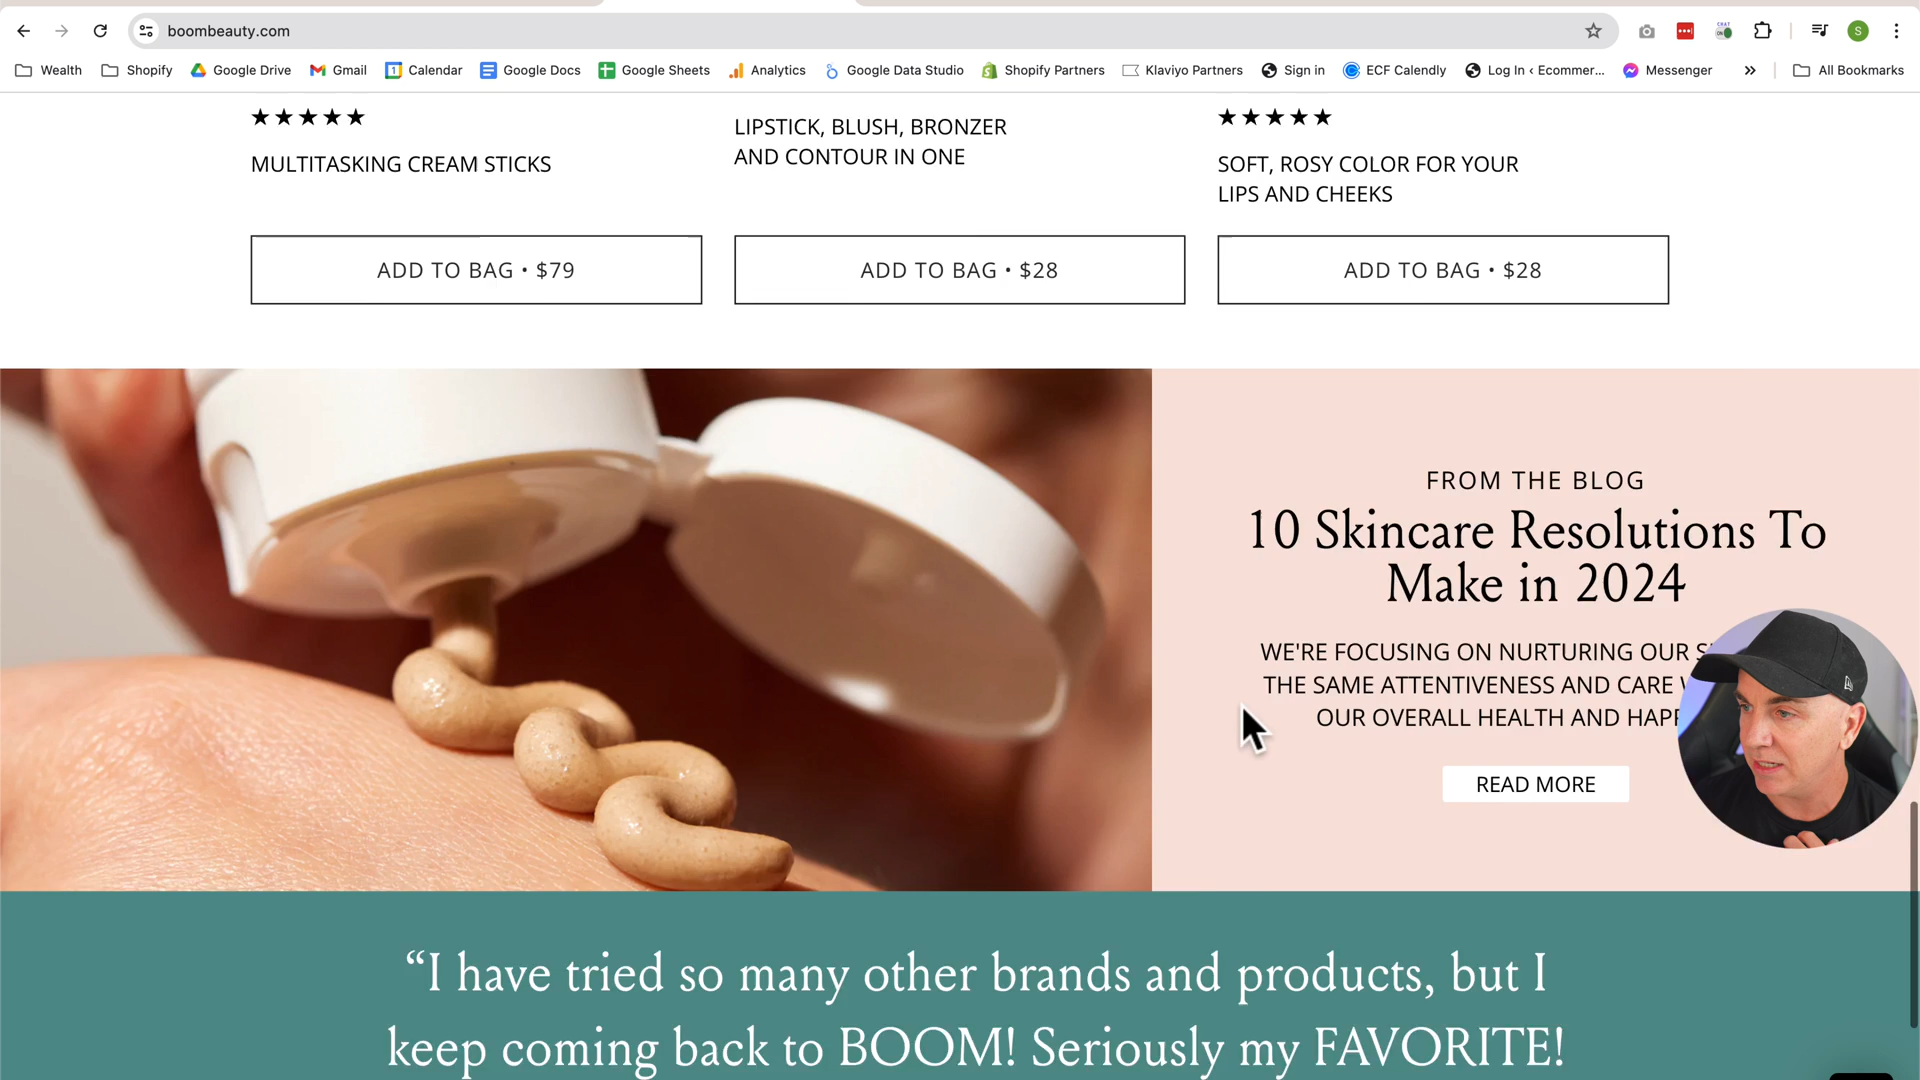 boombeauty.com
S
Wealth
Shopify
Google Drive
Gmail
Calendar
Google Docs
Google Sheets
Analytics
Google Data Studio
Shopify Partners
Klaviyo Partners
Sign in
ECF Calendly
Log In ‹ Ecommer...
Messenger
All Bookmarks
★★★★★
MULTITASKING CREAM STICKS
LIPSTICK, BLUSH, BRONZER
AND CONTOUR IN ONE
★★★★★
SOFT, ROSY COLOR FOR YOUR
LIPS AND CHEEKS
ADD TO BAG • $79
ADD TO BAG • $28
ADD TO BAG • $28
FROM THE BLOG
10 Skincare Resolutions To
Make in 2024
WE'RE FOCUSING ON NURTURING OUR
THE SAME ATTENTIVENESS AND CARE
OUR OVERALL HEALTH AND
READ MORE
“I have tried so many other brands and products, but I
keep coming back to BOOM! Seriously my FAVORITE!